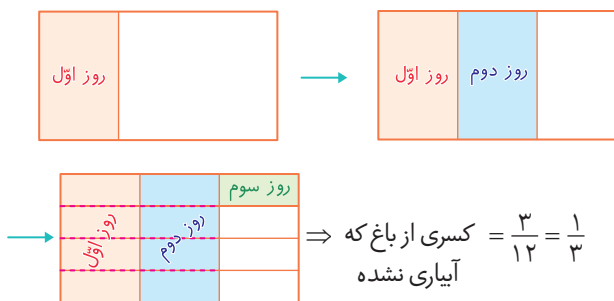 روز اوّل
روز اوّل روز دوم
روز سوم
روز اوّل روز دوم
⇒ کسری از باغ که آبیاری نشده = ۳/۱۲ = ۱/۳